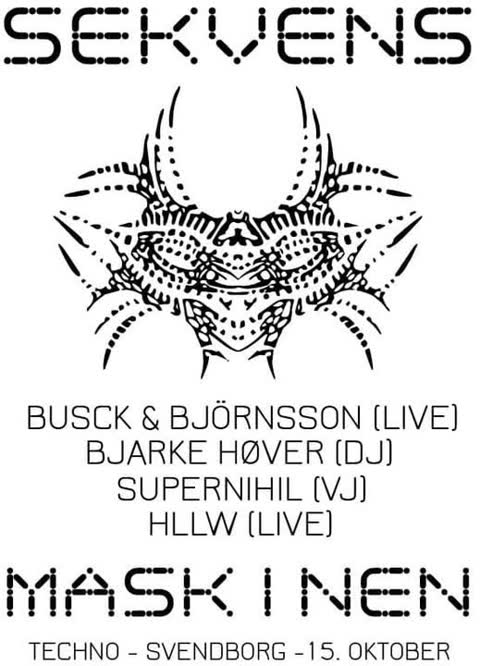 SEKVENS
BUSCK & BJÖRNSSON (LIVE)
BJARKE HØVER (DJ)
SUPERNIHIL (VJ)
HLLW (LIVE)
MASKINEN
TECHNO - SVENDBORG -15. OKTOBER